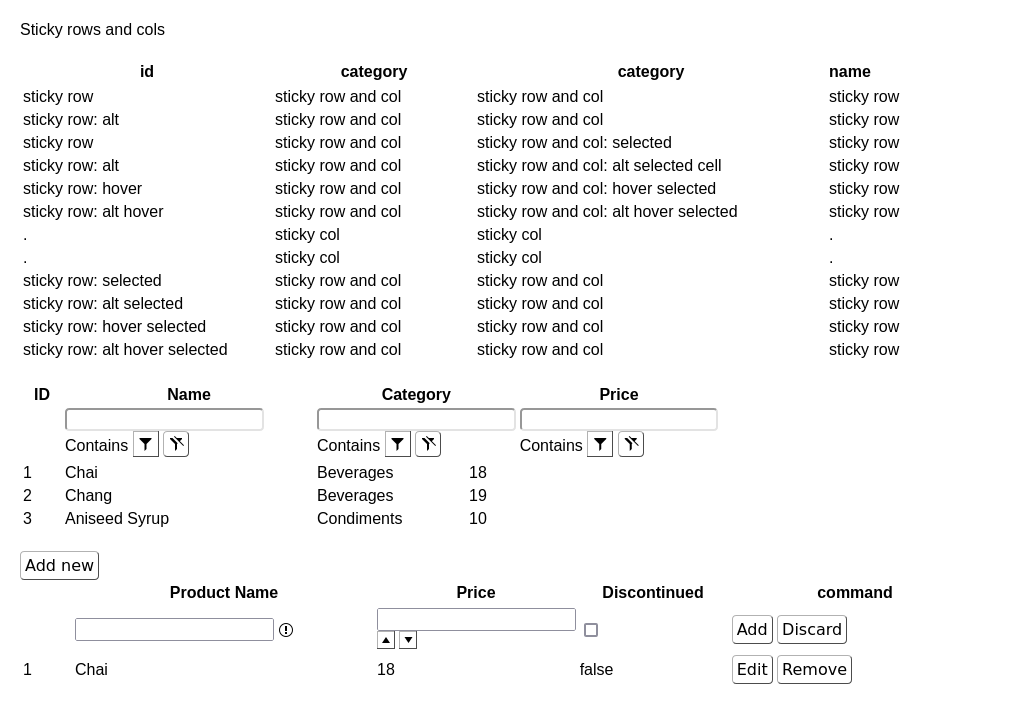 Sticky rows and cols
id category category name
sticky row sticky row and col sticky row and col sticky row
sticky row: alt sticky row and col sticky row and col sticky row
sticky row sticky row and col sticky row and col: selected sticky row
sticky row: alt sticky row and col sticky row and col: alt selected cell sticky row
sticky row: hover sticky row and col sticky row and col: hover selected sticky row
sticky row: alt hover sticky row and col sticky row and col: alt hover selected sticky row
. sticky col sticky col .
. sticky col sticky col .
sticky row: selected sticky row and col sticky row and col sticky row
sticky row: alt selected sticky row and col sticky row and col sticky row
sticky row: hover selected sticky row and col sticky row and col sticky row
sticky row: alt hover selected sticky row and col sticky row and col sticky row
ID Name Category Price
Contains Contains Contains
1 Chai Beverages 18
2 Chang Beverages 19
3 Aniseed Syrup Condiments 10
Add new
Product Name Price Discontinued command
Add Discard
1 Chai 18 false Edit Remove